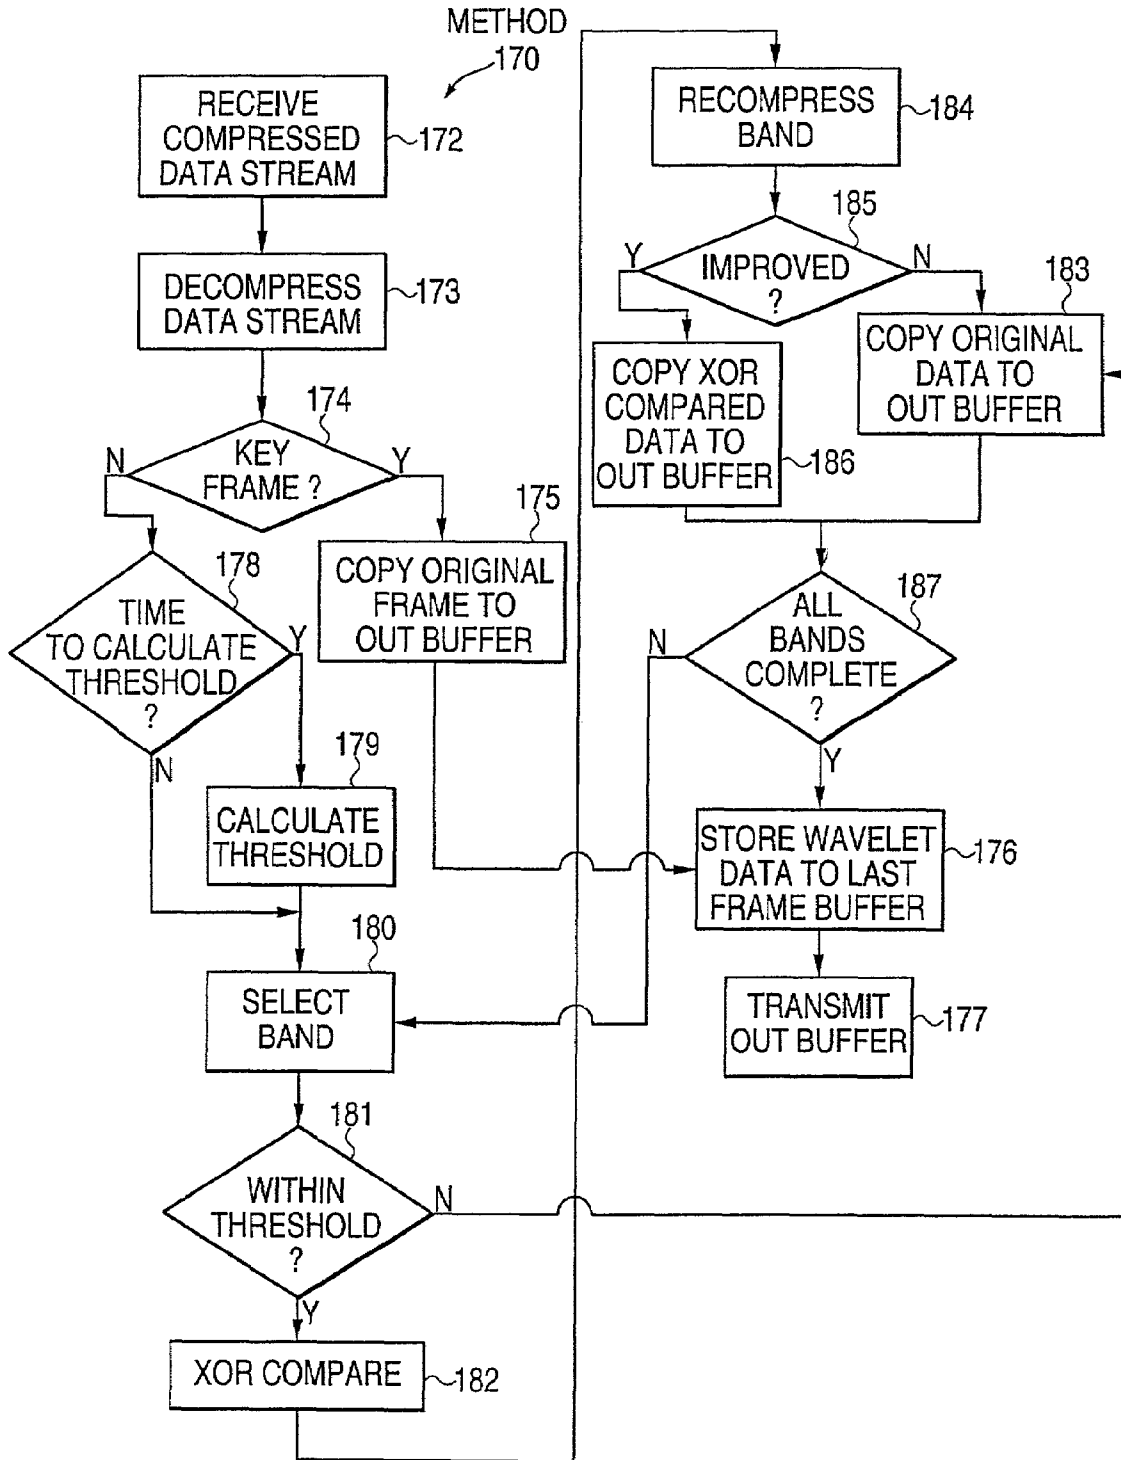 METHOD
170
RECEIVE
COMPRESSED
DATA STREAM
172
DECOMPRESS
DATA STREAM
173
174
KEY
FRAME ?
N
Y
175
COPY ORIGINAL
FRAME TO
OUT BUFFER
178
TIME
TO CALCULATE
THRESHOLD
?
Y
N
179
CALCULATE
THRESHOLD
180
SELECT
BAND
181
WITHIN
THRESHOLD
?
N
Y
XOR COMPARE
182
RECOMPRESS
BAND
184
185
Y
IMPROVED
?
N
183
COPY ORIGINAL
DATA TO
OUT BUFFER
COPY XOR
COMPARED
DATA TO
OUT BUFFER
186
187
ALL
BANDS
COMPLETE
?
N
Y
STORE WAVELET
DATA TO LAST
FRAME BUFFER
176
TRANSMIT
OUT BUFFER
177